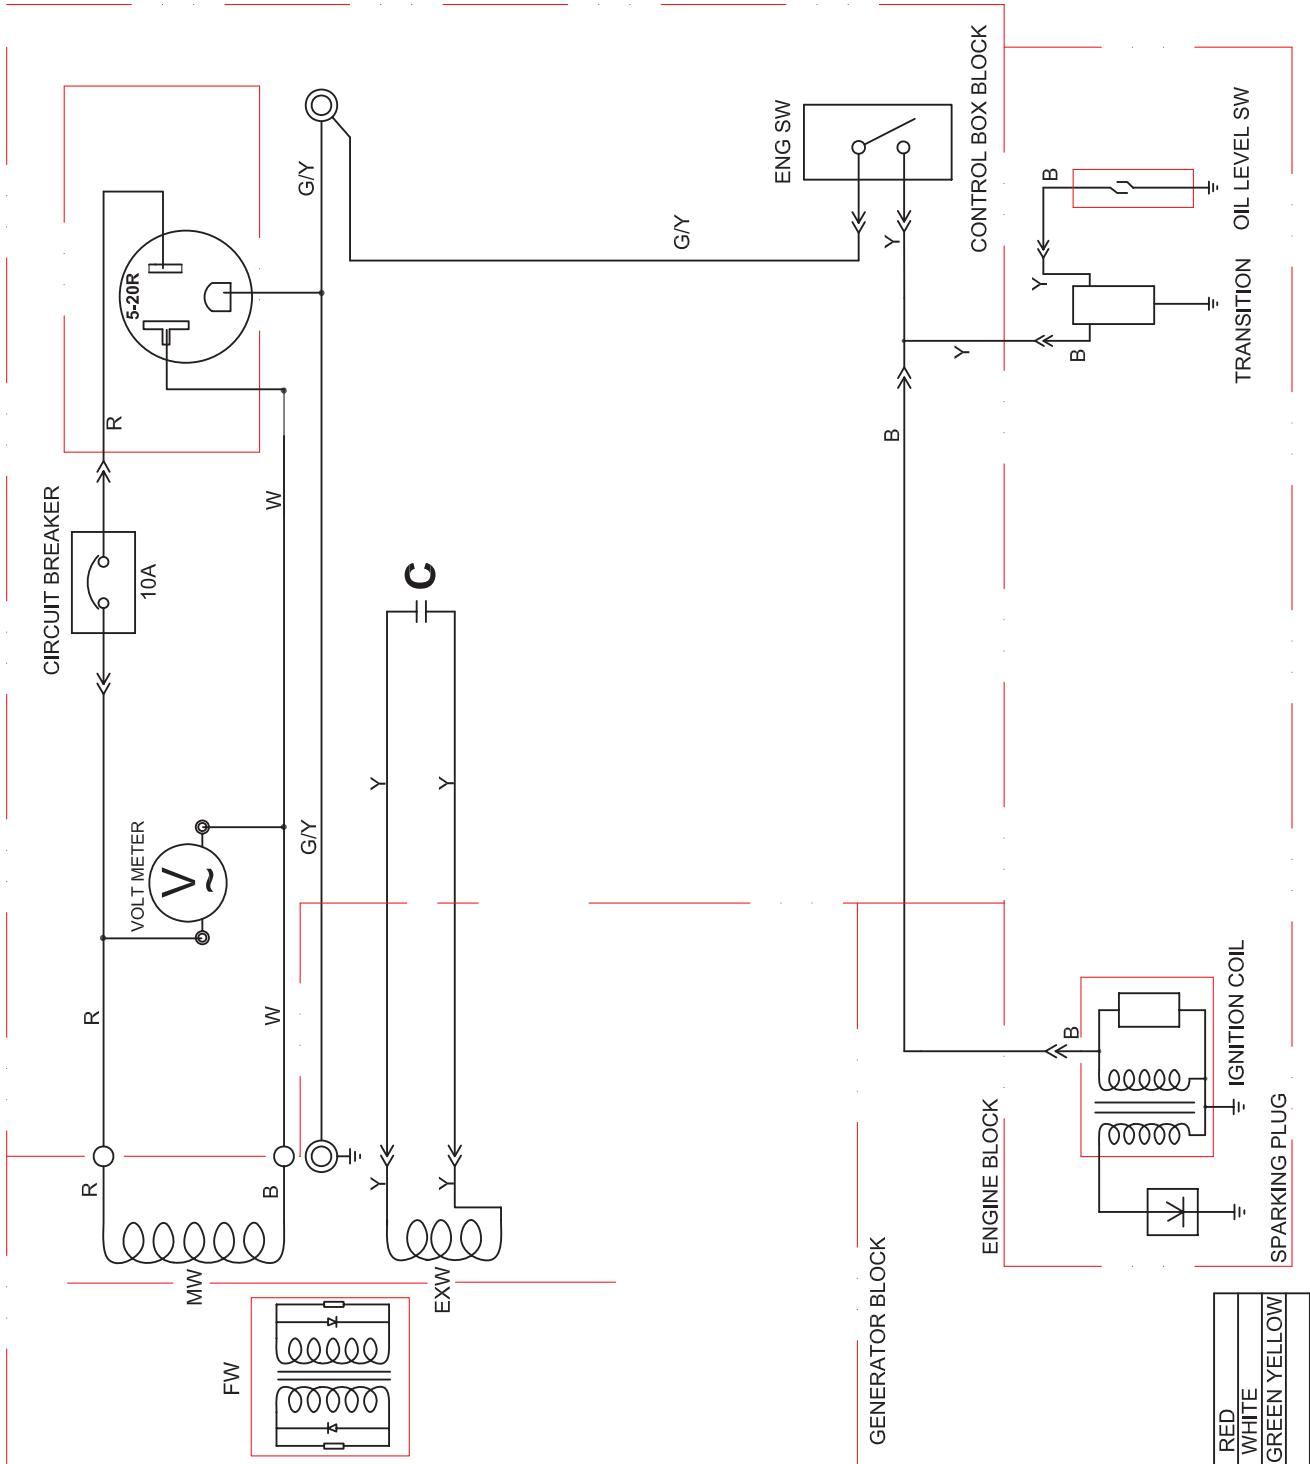 CIRCUIT BREAKER
10A
R
5-20R
W
G/Y
G/Y
ENG SW
Y
CONTROL BOX BLOCK
B
Y
OIL LEVEL SW
TRANSITION
Y
B
B
C
Y
Y
VOLT METER
V
~
G/Y
R
W
R
B
MW
Y
Y
EXW
FW
GENERATOR BLOCK
ENGINE BLOCK
B
IGNITION COIL
SPARKING PLUG
RED
WHITE
GREEN YELLOW